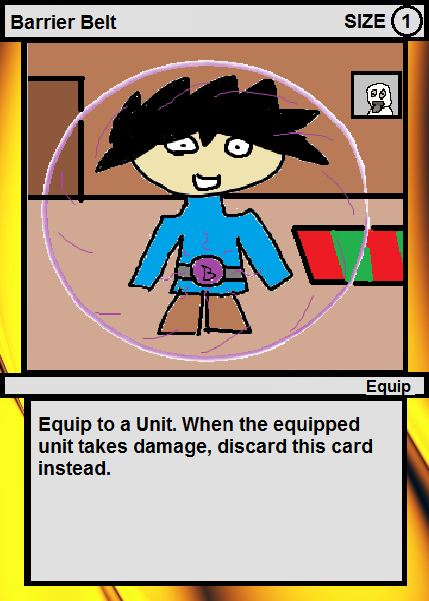 Barrier Belt SIZE 1
B
Equip
Equip to a Unit. When the equipped
unit takes damage, discard this card
instead.